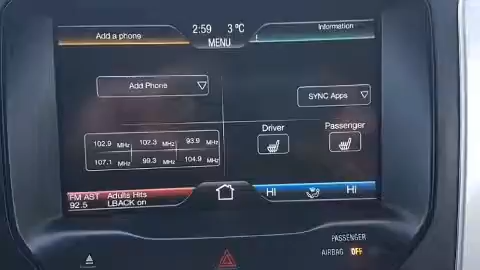 Add a phone
2:59 3 °C
Information
MENU
Add Phone
SYNC Apps
Driver
Passenger
102.9 MHz 102.3 MHz 93.9 MHz
107.1 99.3 MHz 104.9 MHz
FM AST Adults Hits
92.5 LBACK on
HI
HI
PASSENGER
AIRBAG OFF